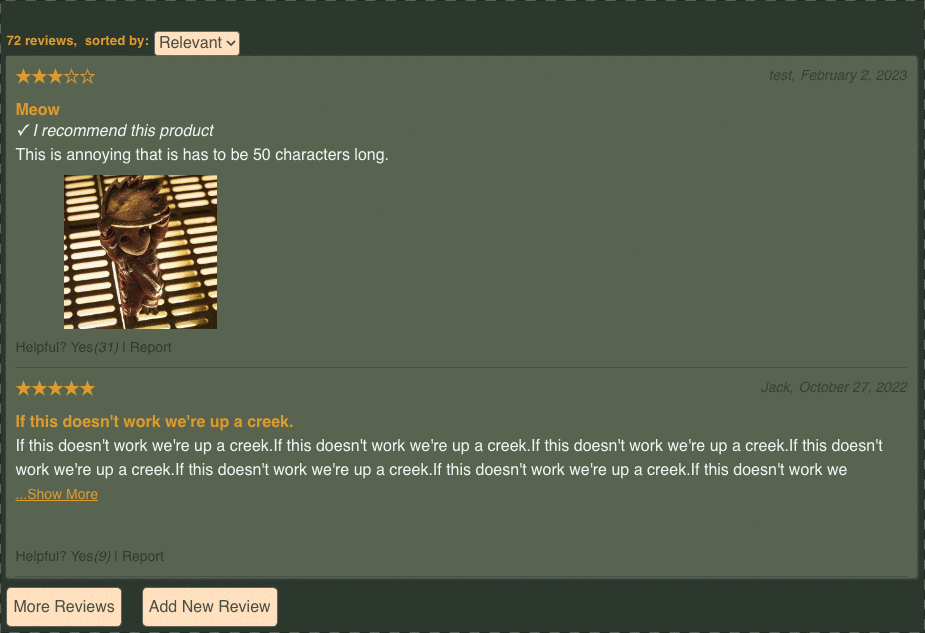 72 reviews, sorted by: Relevant
★★★☆☆ test, February 2, 2023
Meow
✓ I recommend this product
This is annoying that is has to be 50 characters long.
Helpful? Yes(31) | Report
★★★★★ Jack, October 27, 2022
If this doesn't work we're up a creek.
If this doesn't work we're up a creek.If this doesn't work we're up a creek.If this doesn't work we're up a creek.If this doesn't
work we're up a creek.If this doesn't work we're up a creek.If this doesn't work we're up a creek.If this doesn't work we
...Show More
Helpful? Yes(9) | Report
More Reviews Add New Review